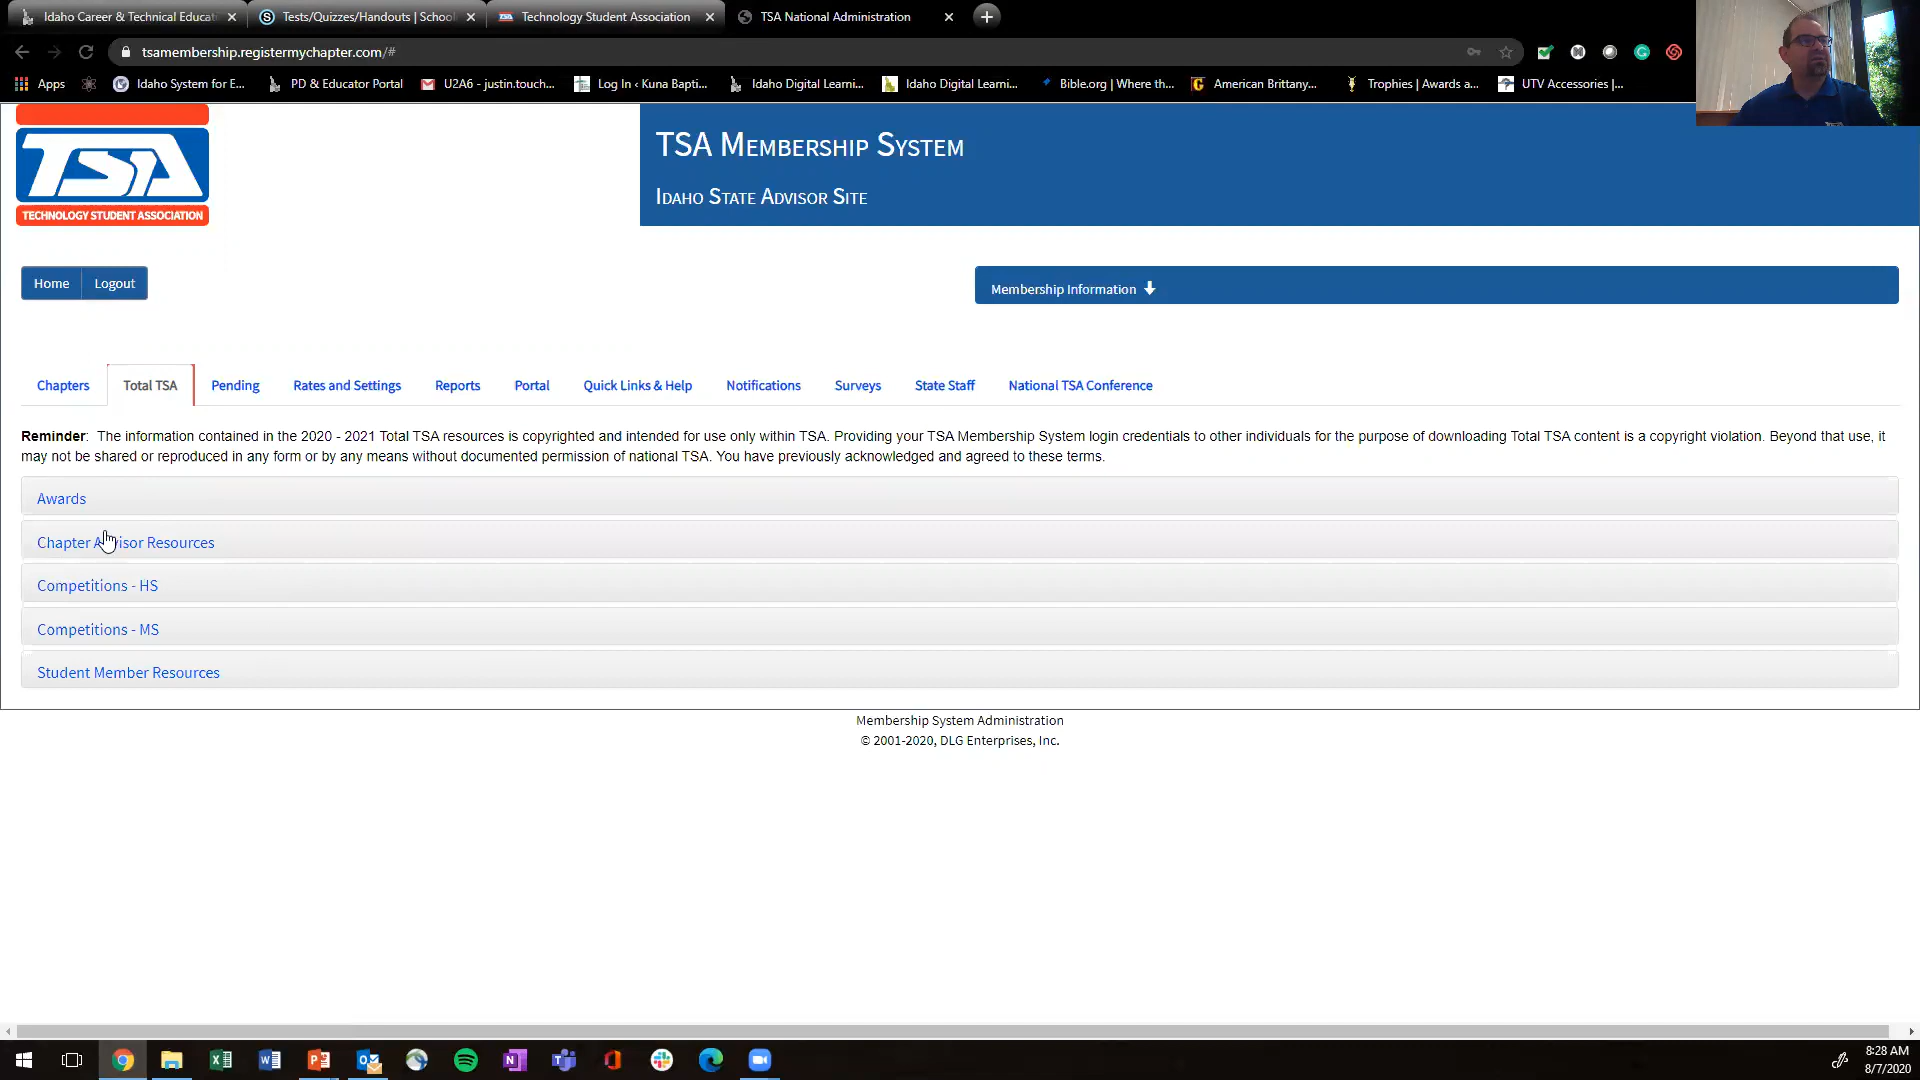 Idaho Career & Technical Educat
Tests/Quizzes/Handouts | School
Technology Student Association
TSA National Administration
tsamembership.registermychapter.com/#
Apps
Idaho System for E...
PD & Educator Portal
U2A6 - justin.touch...
Log In ‹ Kuna Bapti...
Idaho Digital Learni...
Idaho Digital Learni...
Bible.org | Where th...
American Brittany...
Trophies | Awards a...
UTV Accessories |...
TSA
TECHNOLOGY STUDENT ASSOCIATION
TSA Membership System
Idaho State Advisor Site
Home
Logout
Membership Information
Chapters
Total TSA
Pending
Rates and Settings
Reports
Portal
Quick Links & Help
Notifications
Surveys
State Staff
National TSA Conference
Reminder: The information contained in the 2020 - 2021 Total TSA resources is copyrighted and intended for use only within TSA. Providing your TSA Membership System login credentials to other individuals for the purpose of downloading Total TSA content is a copyright violation. Beyond that use, it
may not be shared or reproduced in any form or by any means without documented permission of national TSA. You have previously acknowledged and agreed to these terms.
Awards
Chapter Advisor Resources
Competitions - HS
Competitions - MS
Student Member Resources
Membership System Administration
© 2001-2020, DLG Enterprises, Inc.
8:28 AM
8/7/2020